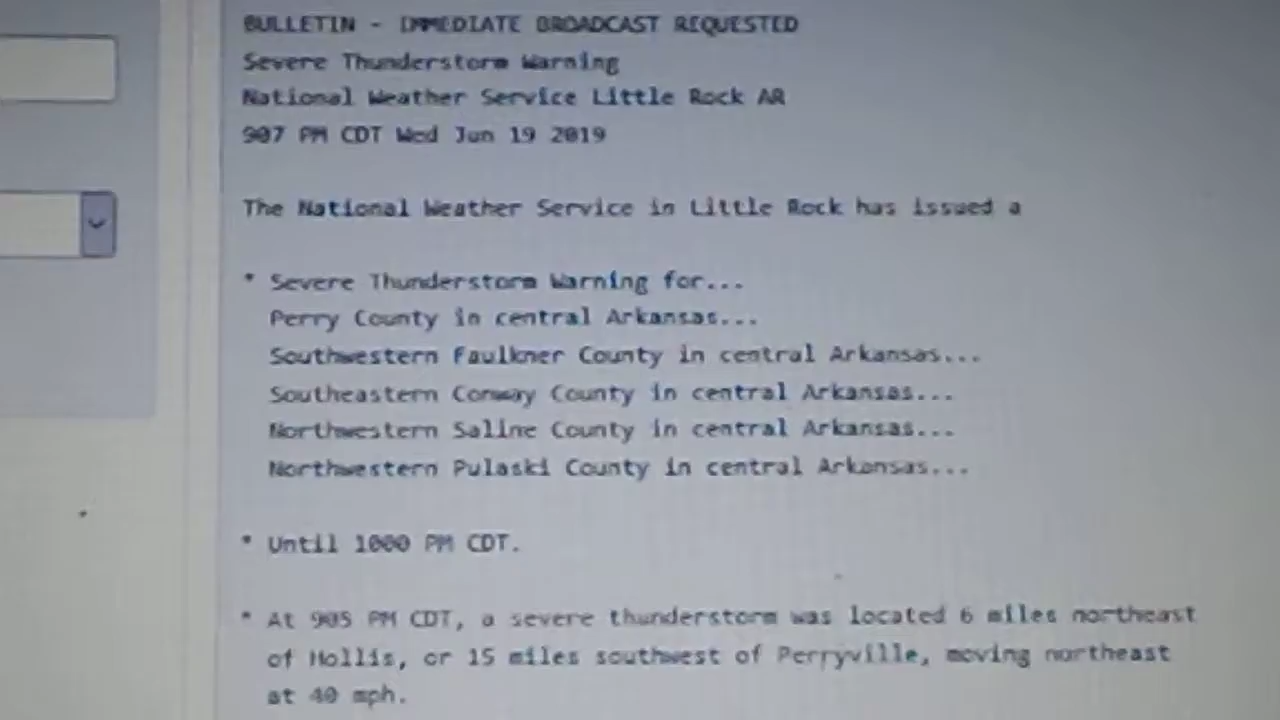 BULLETIN - IMMEDIATE BROADCAST REQUESTED
Severe Thunderstorm Warning
National Weather Service Little Rock AR
907 PM CDT Wed Jun 19 2019
The National Weather Service in Little Rock has issued a
* Severe Thunderstorm Warning for...
Perry County in central Arkansas...
Southwestern Faulkner County in central Arkansas...
Southeastern Conway County in central Arkansas...
Northwestern Saline County in central Arkansas...
Northwestern Pulaski County in central Arkansas...
* Until 1000 PM CDT.
* At 905 PM CDT, a severe thunderstorm was located 6 miles northeast
of Hollis, or 15 miles southwest of Perryville, moving northeast
at 40 mph.